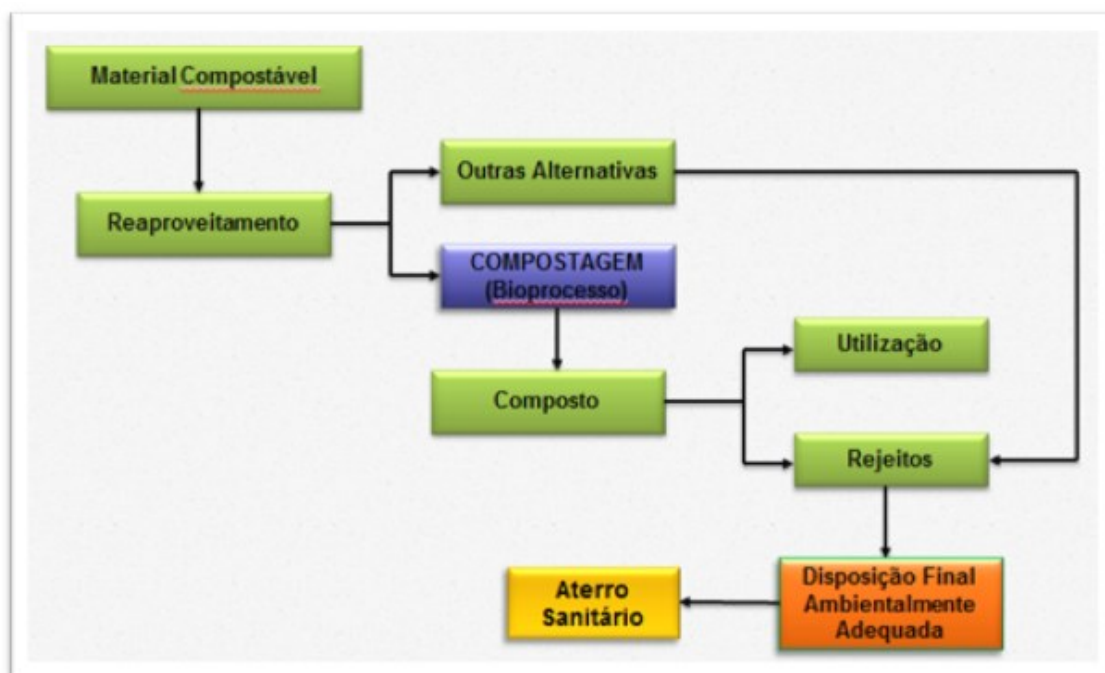 Material Compostável
Reaproveitamento
Outras Alternativas
COMPOSTAGEM
(Bioprocesso)
Composto
Utilização
Rejeitos
Disposição Final
Ambientalmente
Adequada
Aterro
Sanitário